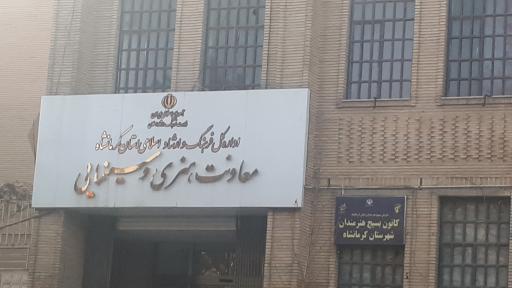 اداره کل فرهنگ و ارشاد اسلامی استان کرمانشاه
معاونت هنری و سینمایی
کانون بسیج هنرمندان
شهرستان کرمانشاه